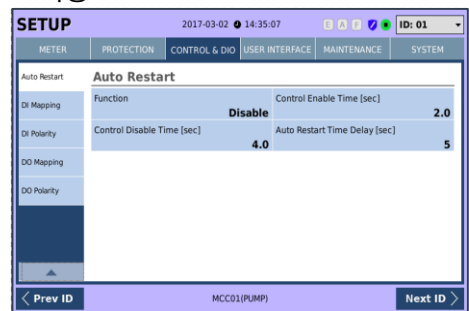 SETUP 2017-03-02 14:35:07 E A F ID: 01
METER PROTECTION CONTROL & DIO USER INTERFACE MAINTENANCE SYSTEM
Auto Restart
DI Mapping
DI Polarity
DO Mapping
DO Polarity
Auto Restart
Function
Disable
Control Enable Time [sec]
2.0
Control Disable Time [sec]
4.0
Auto Restart Time Delay [sec]
5
Prev ID MCC01(PUMP) Next ID